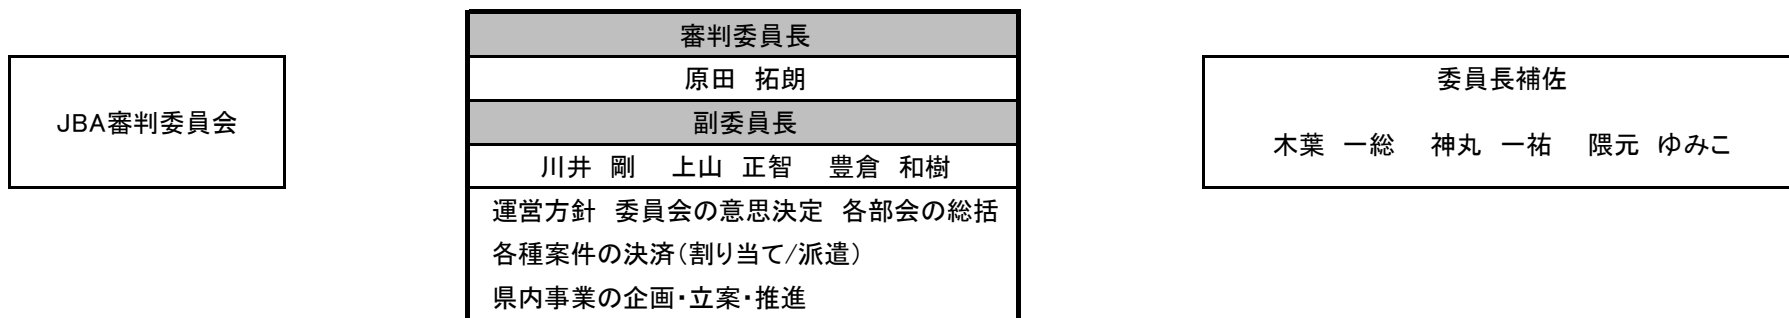 JBA審判委員会
審判委員長
原田　拓朗
副委員長
川井　剛　　上山　正智　　豊倉　和樹
運営方針　委員会の意思決定　各部会の総括
各種案件の決済（割り当て/派遣）
県内事業の企画・立案・推進
委員長補佐
木葉　一総　　神丸　一祐　　隈元　ゆみこ